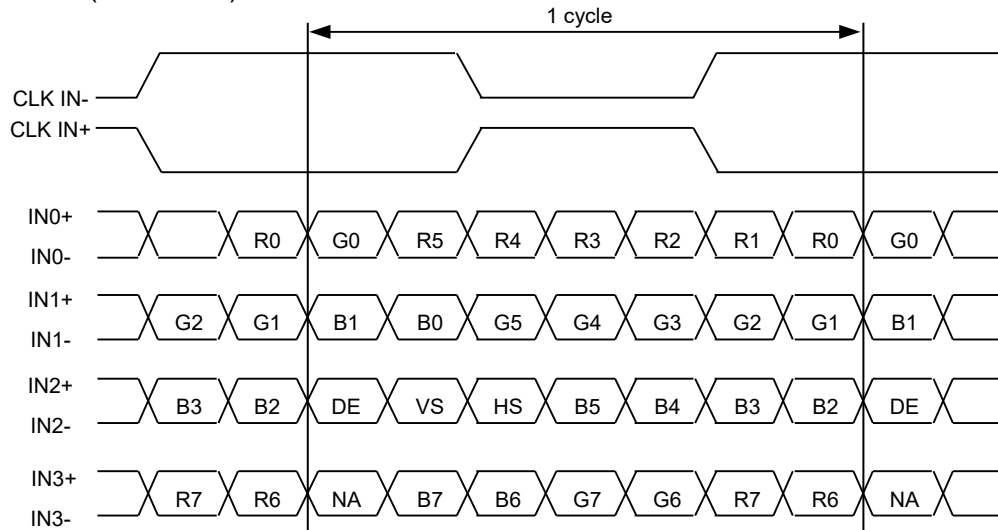 1 cycle
CLK IN-
CLK IN+
IN0+
R0 G0 R5 R4 R3 R2 R1 R0 G0
IN0-
IN1+
G2 G1 B1 B0 G5 G4 G3 G2 G1 B1
IN1-
IN2+
B3 B2 DE VS HS B5 B4 B3 B2 DE
IN2-
IN3+
R7 R6 NA B7 B6 G7 G6 R7 R6 NA
IN3-